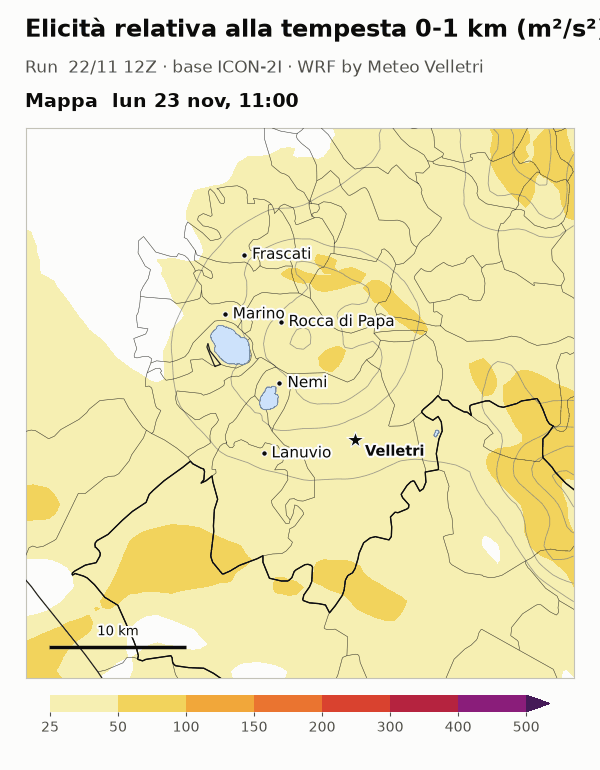 Elicità relativa alla tempesta 0-1 km (m²/s²)
Run  22/11 12Z · base ICON-2I · WRF by Meteo Velletri
Mappa  lun 23 nov, 11:00
Frascati
Marino
Rocca di Papa
Nemi
Velletri
Lanuvio
10 km
25 50 100 150 200 300 400 500